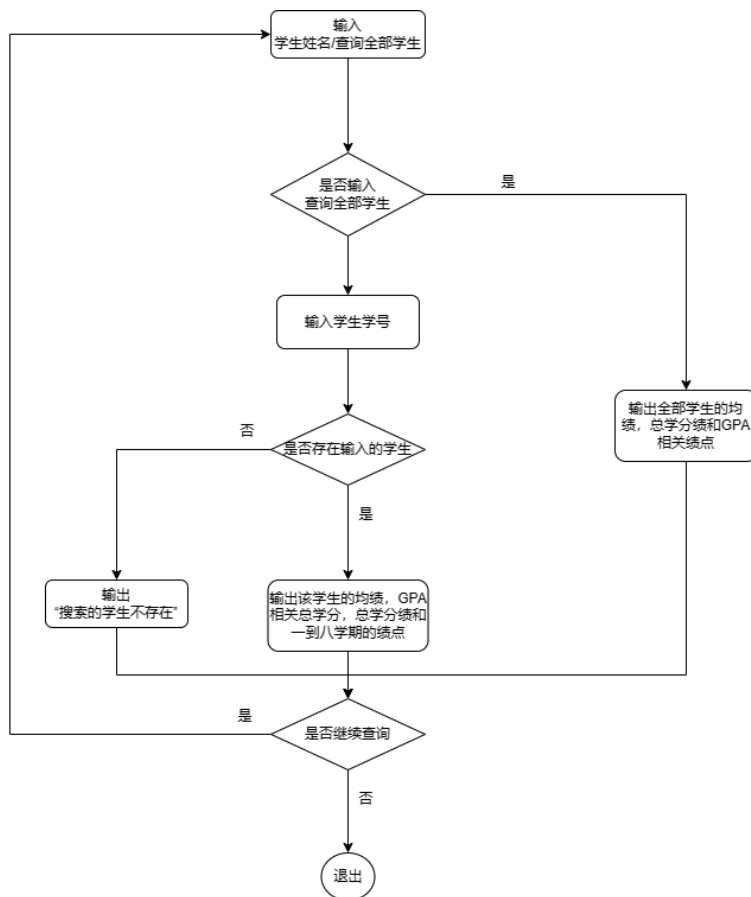 输入
学生姓名/查询全部学生
是否输入
查询全部学生
是
输入学生学号
输出全部学生的均
绩，总学分绩和GPA
相关绩点
否
是否存在输入的学生
是
输出
“搜索的学生不存在”
输出该学生的均绩，GPA
相关总学分，总学分绩和
一到八学期的绩点
是
是否继续查询
否
退出